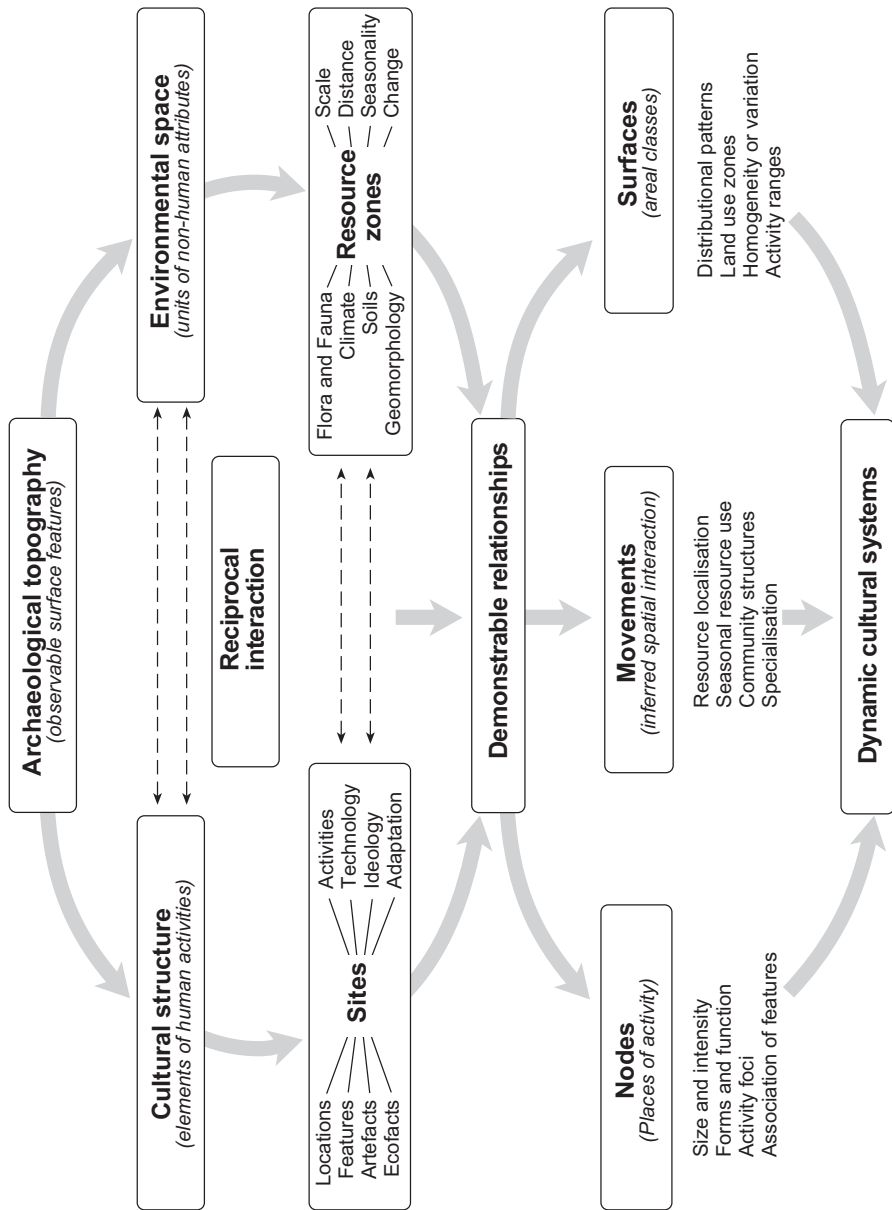 Archaeological topography
(observable surface features)
Cultural structure
(elements of human activities)
Environmental space
(units of non-human attributes)
Reciprocal
interaction
Locations
Features
Artefacts
Ecofacts
Sites
Activities
Technology
Ideology
Adaptation
Flora and Fauna
Climate
Soils
Geomorphology
Resource
zones
Scale
Distance
Seasonality
Change
Demonstrable relationships
Nodes
(Places of activity)
Size and intensity
Forms and function
Activity foci
Association of features
Movements
(inferred spatial interaction)
Resource localisation
Seasonal resource use
Community structures
Specialisation
Surfaces
(areal classes)
Distributional patterns
Land use zones
Homogeneity or variation
Activity ranges
Dynamic cultural systems